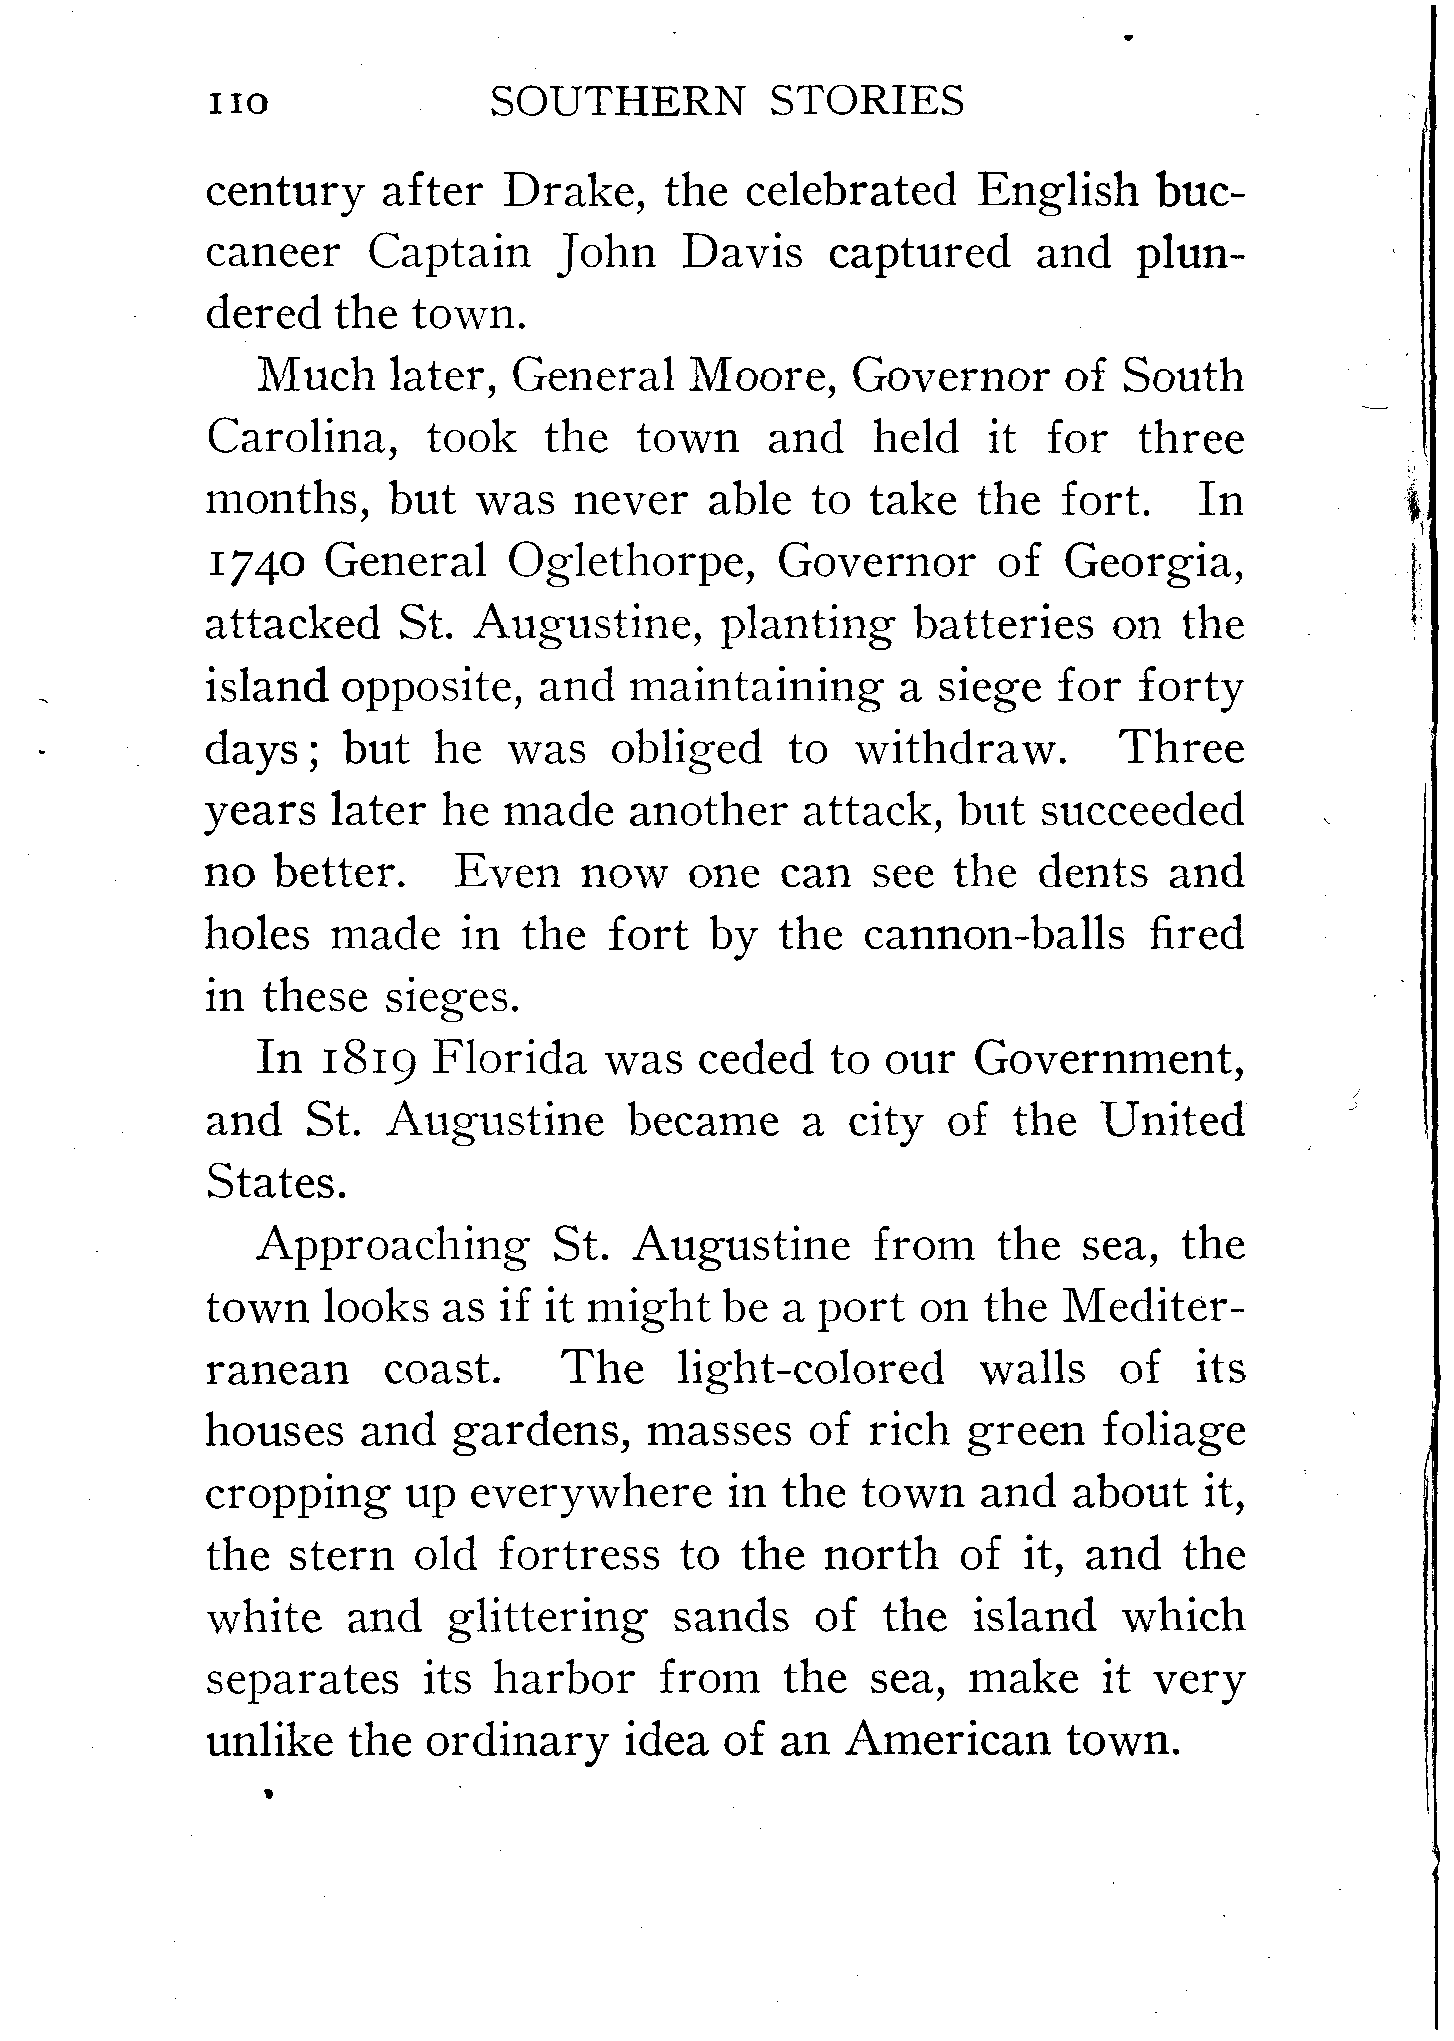 110 SOUTHERN STORIES
century after Drake, the celebrated English buc-
caneer Captain John Davis captured and plun-
dered the town.
Much later, General Moore, Governor of South
Carolina, took the town and held it for three
months, but was never able to take the fort. In
1740 General Oglethorpe, Governor of Georgia,
attacked St. Augustine, planting batteries on the
island opposite, and maintaining a siege for forty
days; but he was obliged to withdraw. Three
years later he made another attack, but succeeded
no better. Even now one can see the dents and
holes made in the fort by the cannon-balls fired
in these sieges.
In 1819 Florida was ceded to our Government,
and St. Augustine became a city of the United
States.
Approaching St. Augustine from the sea, the
town looks as if it might be a port on the Mediter-
ranean coast. The light-colored walls of its
houses and gardens, masses of rich green foliage
cropping up everywhere in the town and about it,
the stern old fortress to the north of it, and the
white and glittering sands of the island which
separates its harbor from the sea, make it very
unlike the ordinary idea of an American town.